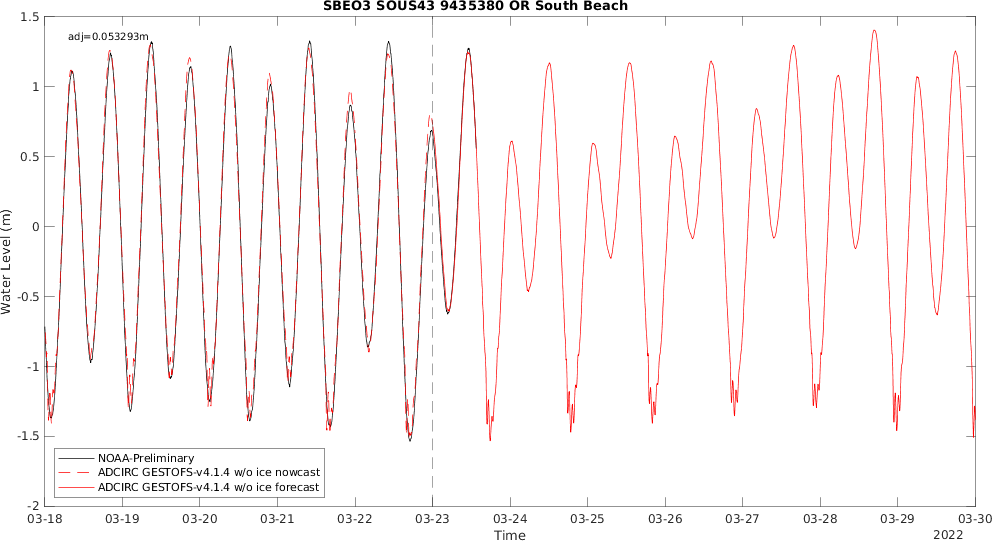 SBEO3 SOUS43 9435380 OR South Beach
adj=0.053293m
1.5
1
0.5
0
-0.5
-1
-1.5
-2
Water Level (m)
NOAA-Preliminary
ADCIRC GESTOFS-v4.1.4 w/o ice nowcast
ADCIRC GESTOFS-v4.1.4 w/o ice forecast
03-18 03-19 03-20 03-21 03-22 03-23 03-24 03-25 03-26 03-27 03-28 03-29 03-30
Time
2022